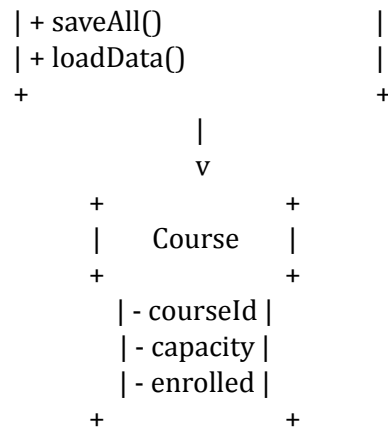 | + saveAll() |
| + loadData() |
+ +
|
v
+ +
| Course |
+ +
| - courseId |
| - capacity |
| - enrolled |
+ +